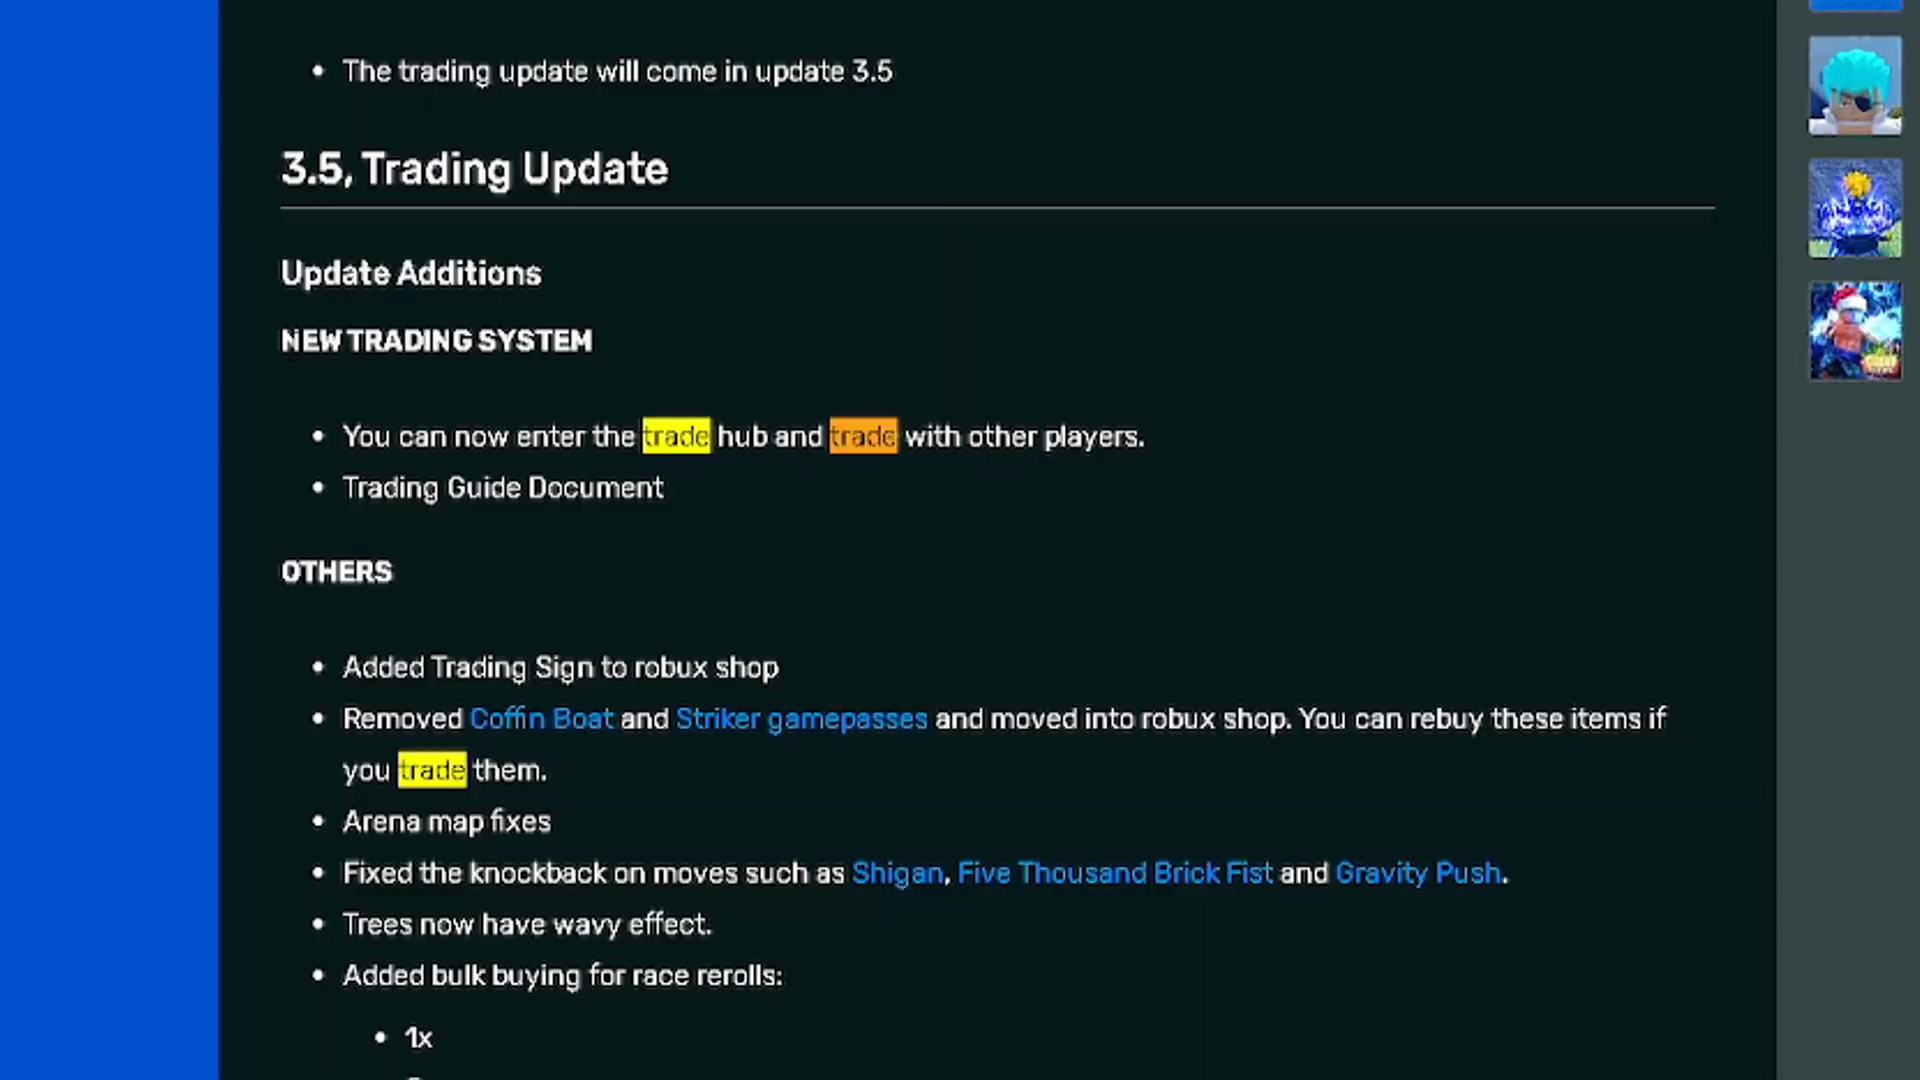 The trading update will come in update 3.5
3.5, Trading Update
Update Additions
NEW TRADING SYSTEM
You can now enter the trade hub and trade with other players.
Trading Guide Document
OTHERS
Added Trading Sign to robux shop
Removed Coffin Boat and Striker gamepasses and moved into robux shop. You can rebuy these items if
you trade them.
Arena map fixes
Fixed the knockback on moves such as Shigan, Five Thousand Brick Fist and Gravity Push.
Trees now have wavy effect.
Added bulk buying for race rerolls:
1x